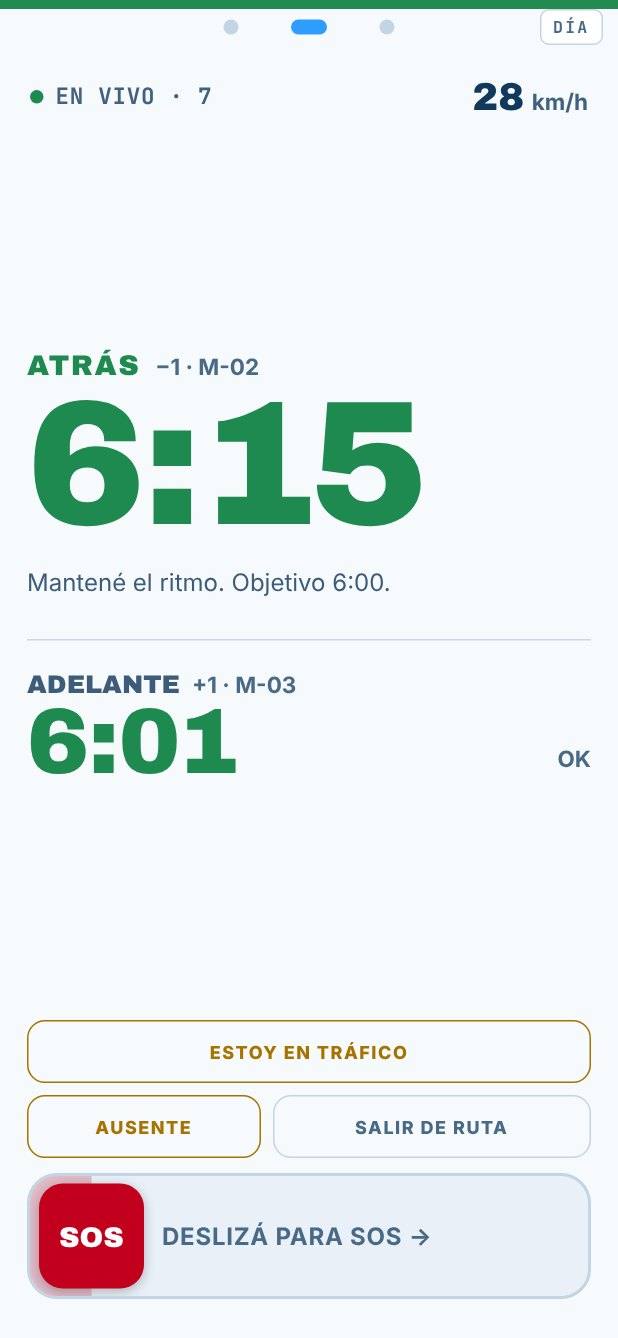 DÍA
EN VIVO · 7
28 km/h
ATRÁS −1 · M-02
6:15
Mantené el ritmo. Objetivo 6:00.
ADELANTE +1 · M-03
6:01
OK
ESTOY EN TRÁFICO
AUSENTE
SALIR DE RUTA
SOS
DESLIZÁ PARA SOS →